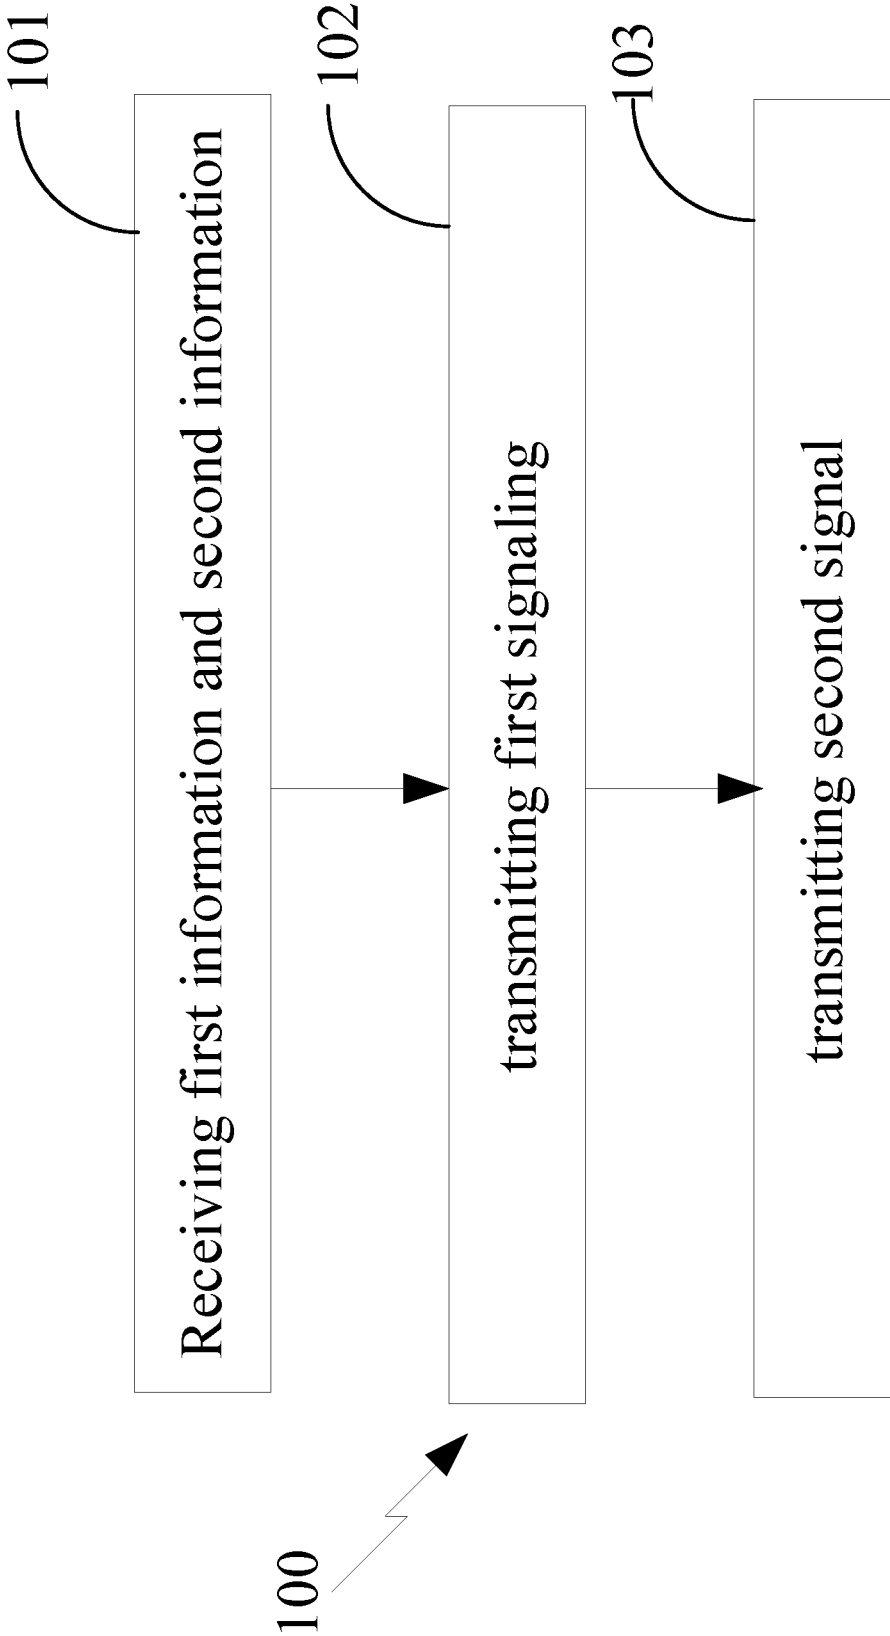 101
Receiving first information and second information
102
transmitting first signaling
103
transmitting second signal
100